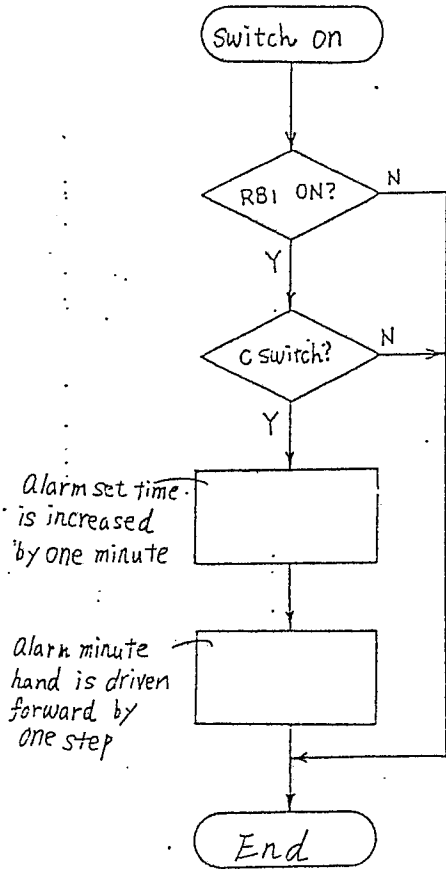 Switch on
RB1 ON?
N
Y
C switch?
N
Y
Alarm set time
is increased
by one minute
Alarm minute
hand is driven
forward by
one step
End